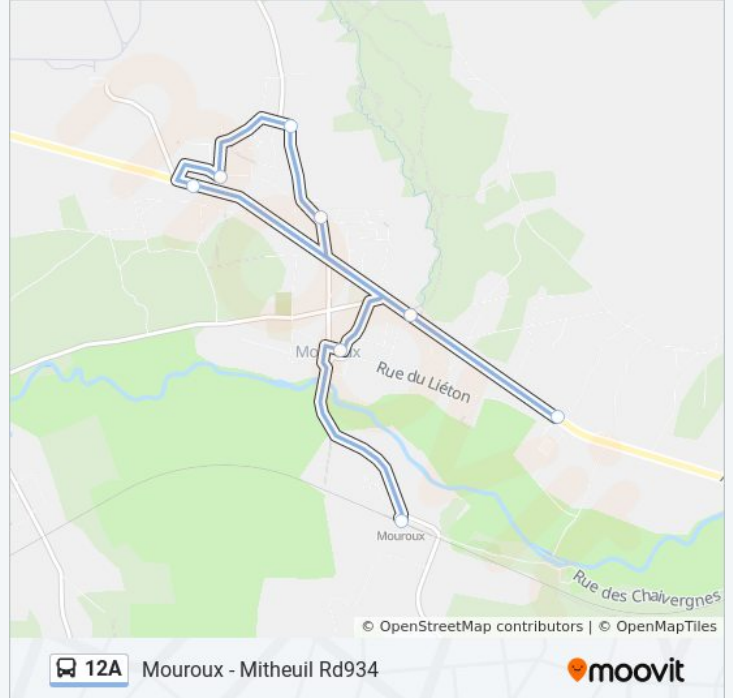 Mouroux
Rue du Liéton
Mouroux
Rue des Chaivergnes
© OpenStreetMap contributors | © OpenMapTiles
12A Mouroux - Mitheuil Rd934 moovit